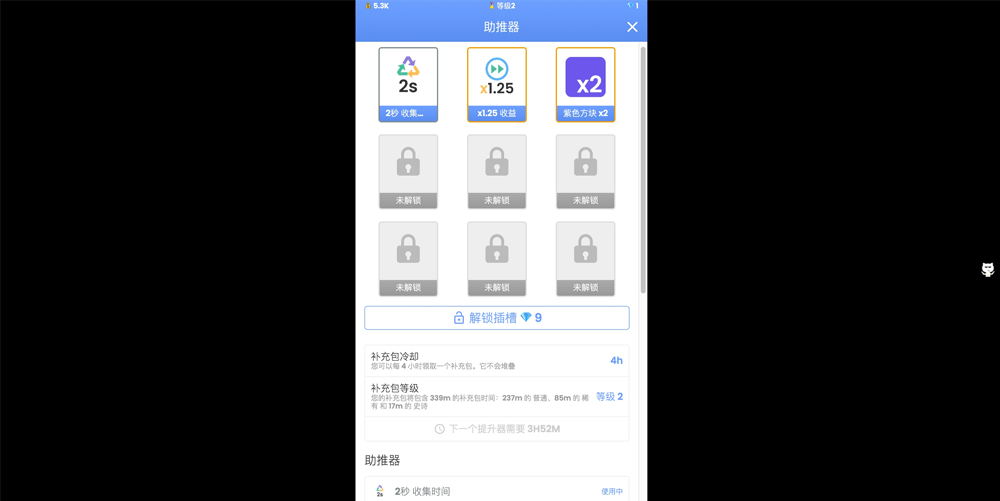 5.3K 等级2 1
助推器
2s x1.25 x2
2秒 收集... x1.25 收益 紫色方块 x2
未解锁 未解锁 未解锁
未解锁 未解锁 未解锁
解锁插槽 9
补充包冷却
您可以每 4 小时领取一个补充包。它不会堆叠
4h
补充包等级
您的补充包将包含 339m 的补充包时间：237m 的 普通、85m 的 稀
有 和 17m 的 史诗
等级 2
下一个提升器需要 3H52M
助推器
2s 2秒 收集时间 使用中